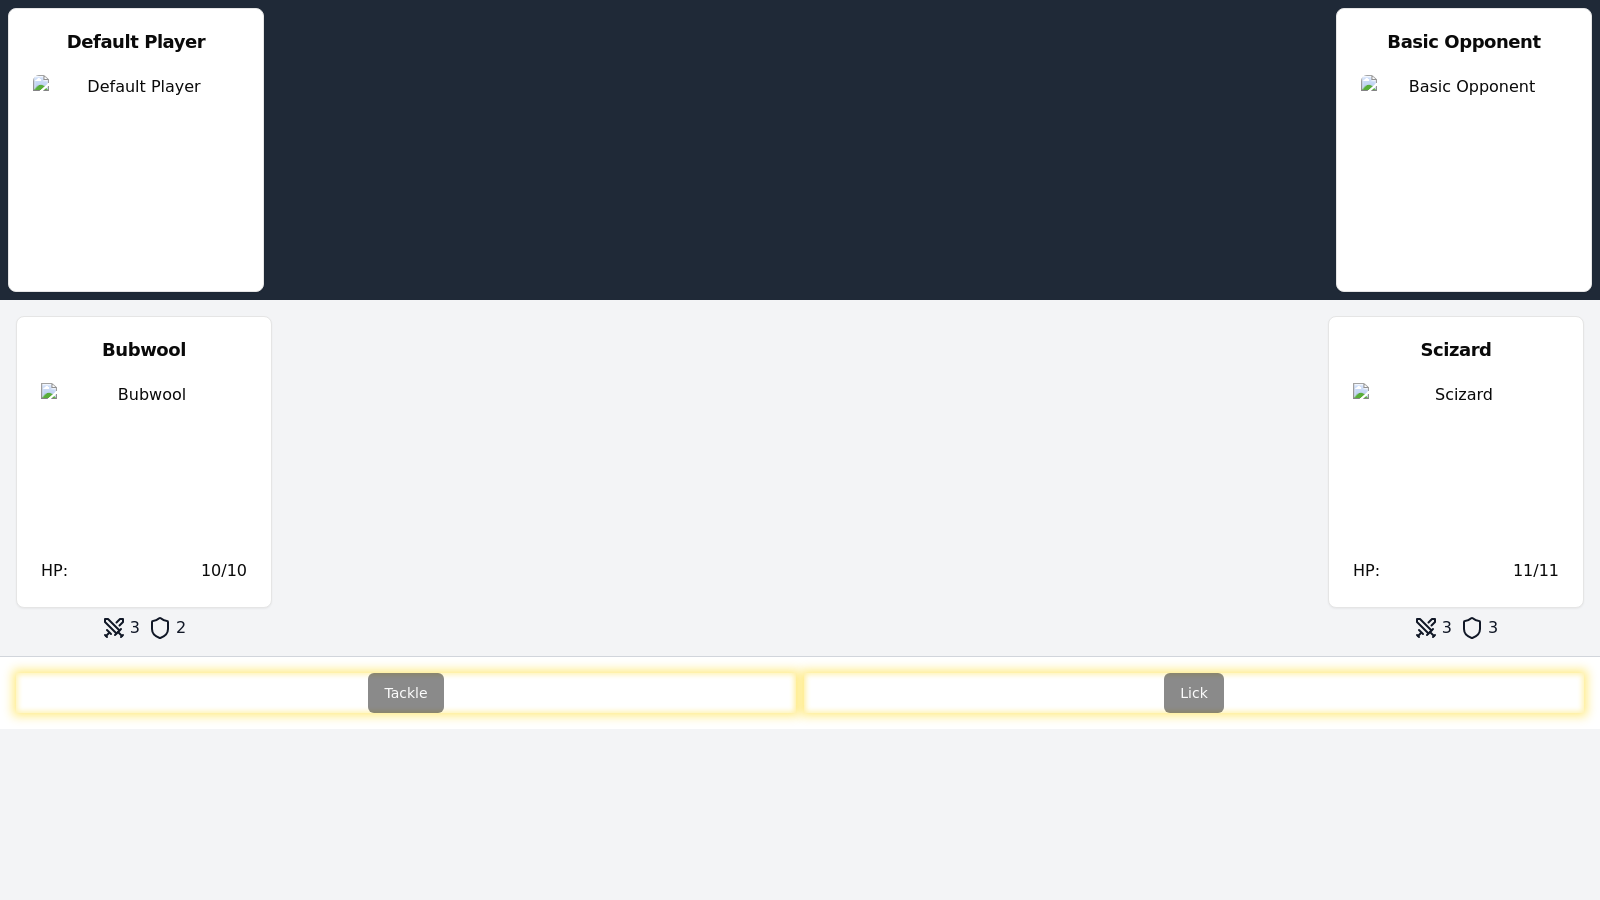 Default Player
Default Player
Basic Opponent
Basic Opponent
Bubwool
Bubwool
HP: 10/10
3 2
Scizard
Scizard
HP: 11/11
3 3
Tackle
Lick